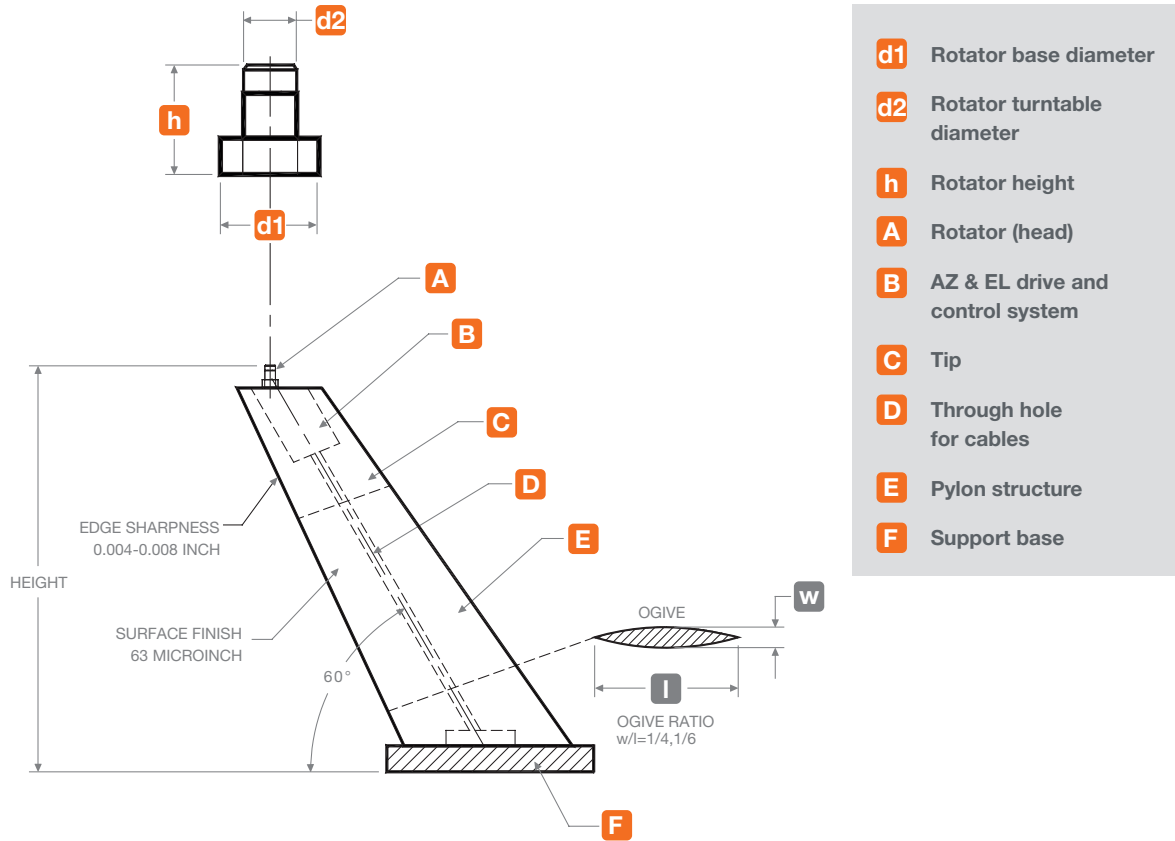 d2
h
d1
A
B
C
D
E
EDGE SHARPNESS
0.004-0.008 INCH
HEIGHT
SURFACE FINISH
63 MICROINCH
60°
OGIVE
w
l
OGIVE RATIO
w/l=1/4,1/6
F
d1 Rotator base diameter
d2 Rotator turntable
diameter
h Rotator height
A Rotator (head)
B AZ & EL drive and
control system
C Tip
D Through hole
for cables
E Pylon structure
F Support base